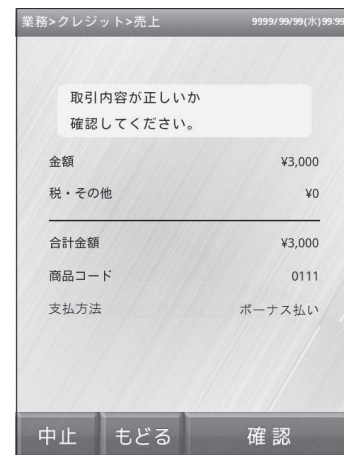 業務>クレジット>売上 9999/99/99(水)99:99
取引内容が正しいか
確認してください。
金額 ¥3,000
税・その他 ¥0
合計金額 ¥3,000
商品コード 0111
支払方法 ボーナス払い
中止 もどる 確認